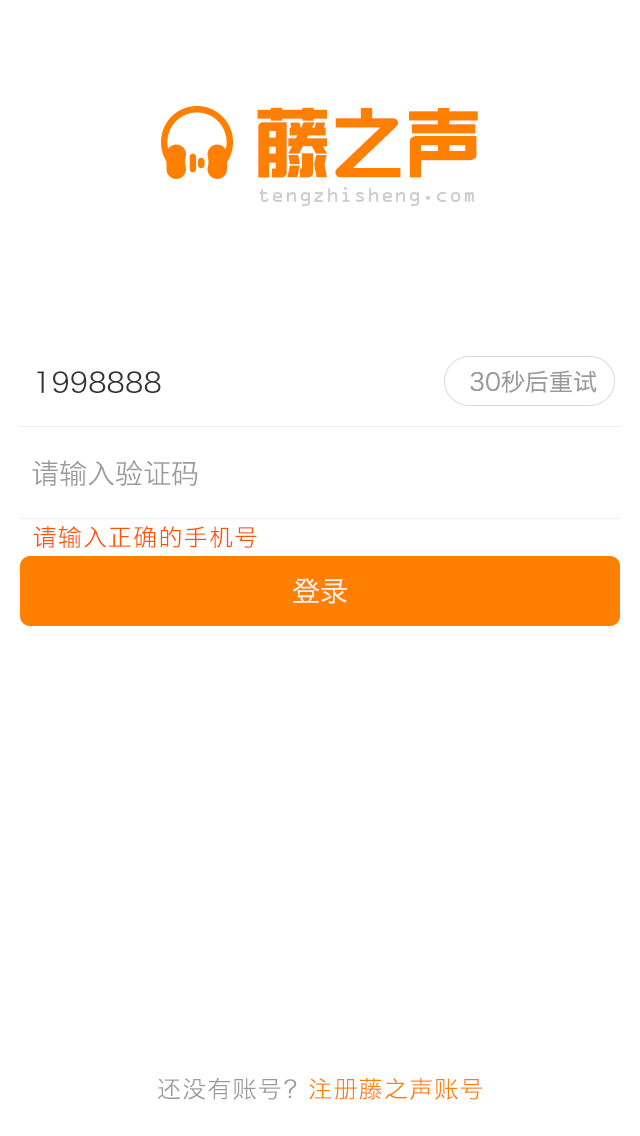 藤之声
tengzhisheng.com
1998888
30秒后重试
请输入验证码
请输入正确的手机号
登录
还没有账号？注册藤之声账号